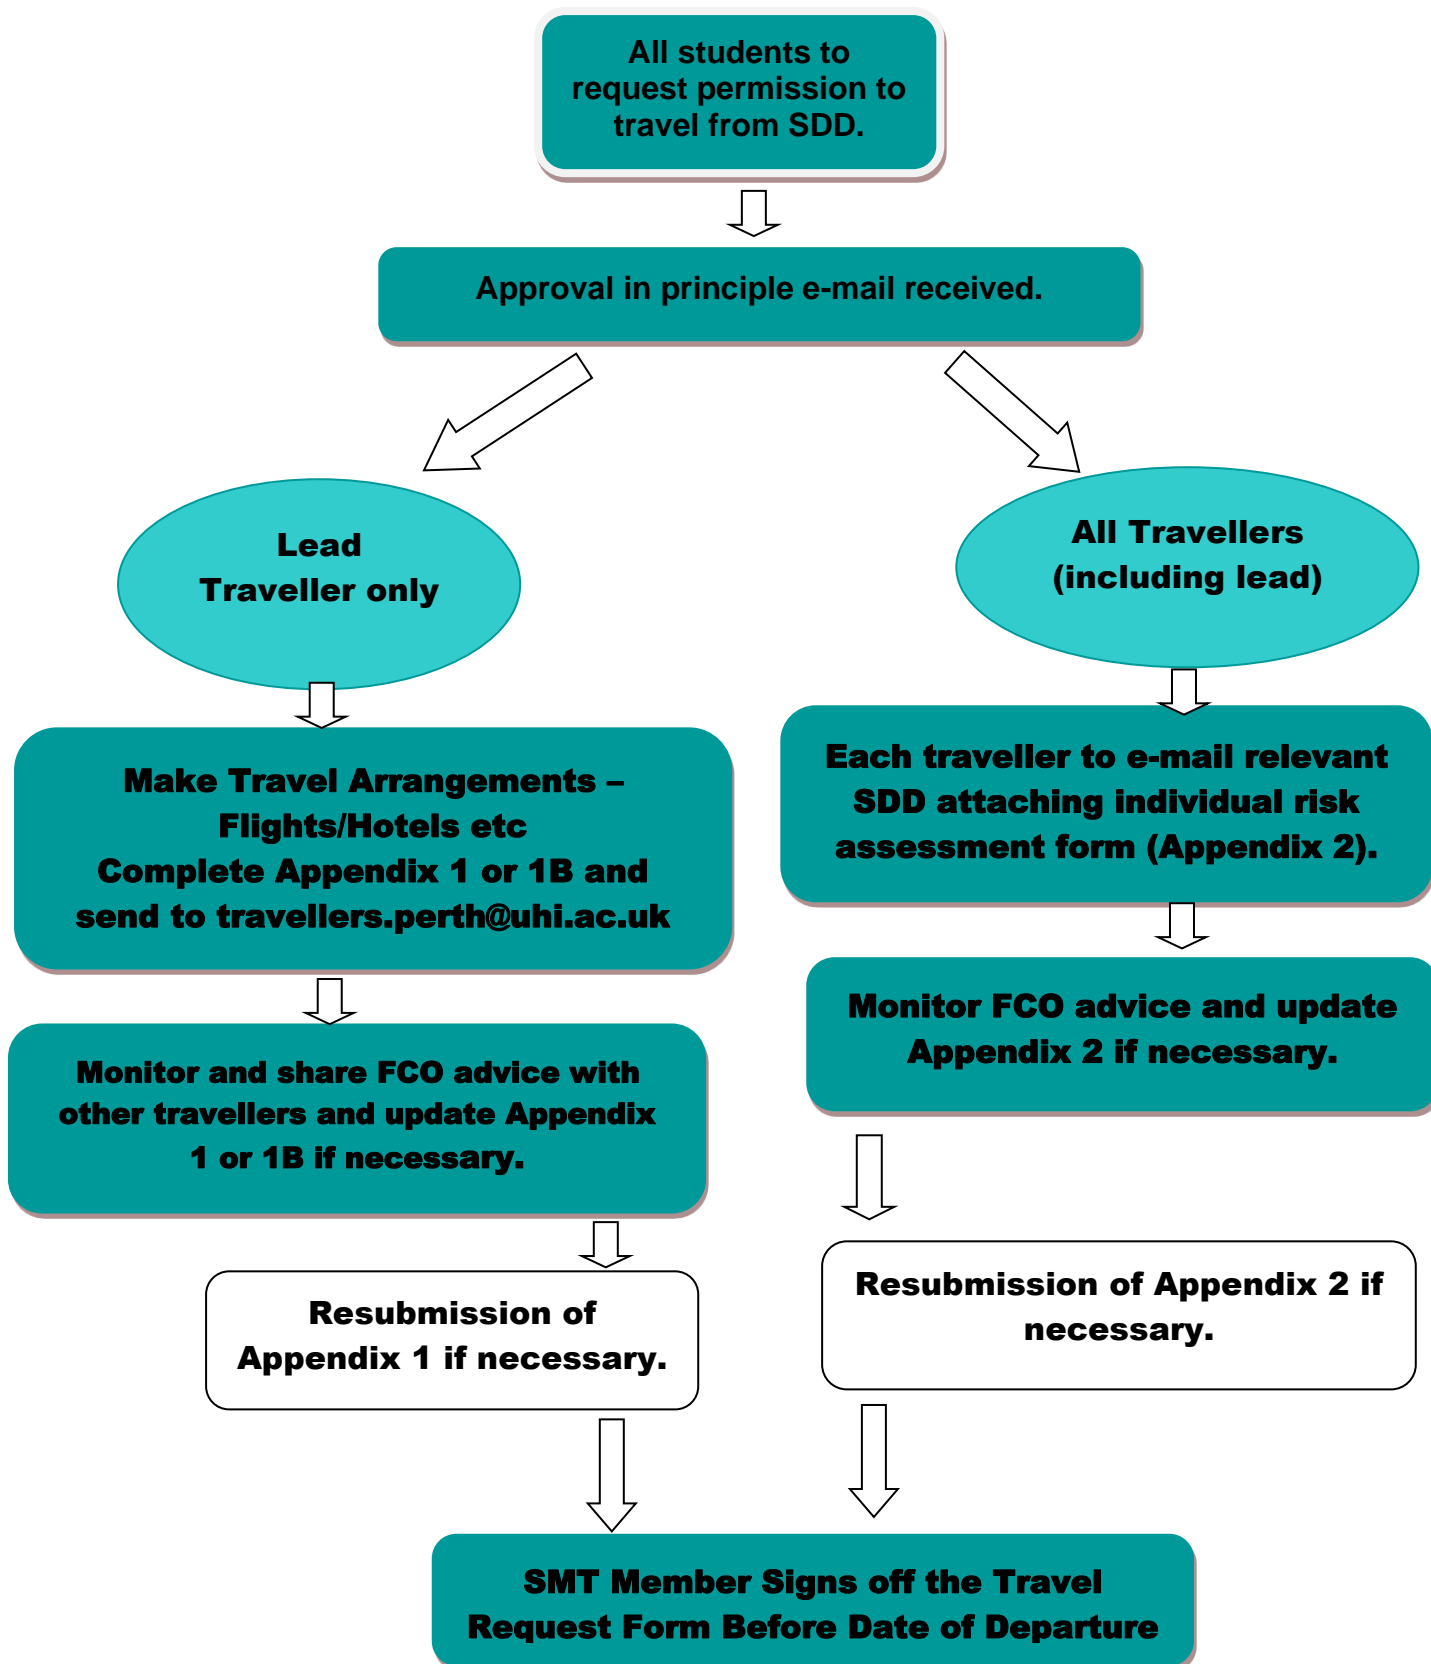 All students to
request permission to
travel from SDD.
Approval in principle e-mail received.
Lead
Traveller only
All Travellers
(including lead)
Make Travel Arrangements –
Flights/Hotels etc
Complete Appendix 1 or 1B and
send to travellers.perth@uhi.ac.uk
Each traveller to e-mail relevant
SDD attaching individual risk
assessment form (Appendix 2).
Monitor and share FCO advice with
other travellers and update Appendix
1 or 1B if necessary.
Monitor FCO advice and update
Appendix 2 if necessary.
Resubmission of
Appendix 1 if necessary.
Resubmission of Appendix 2 if
necessary.
SMT Member Signs off the Travel
Request Form Before Date of Departure